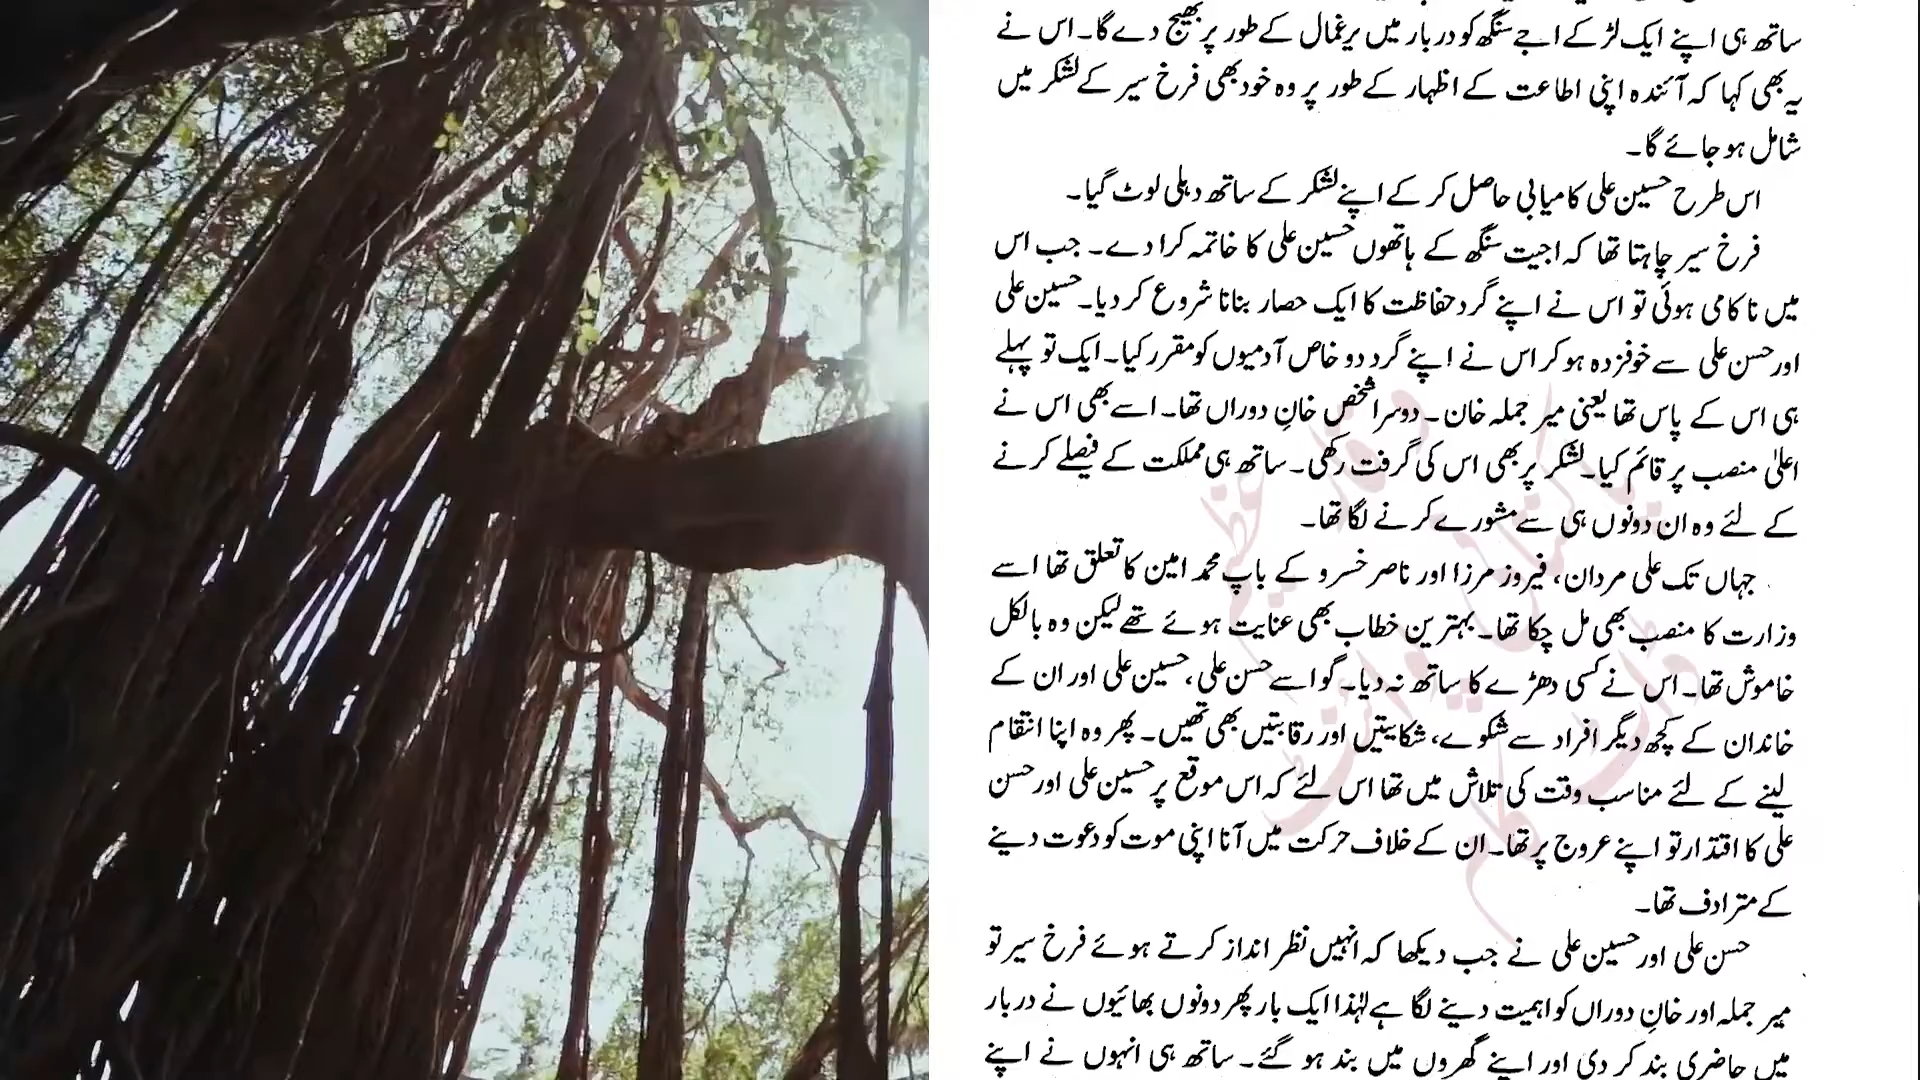 ساتھ ہی اپنے ایک لڑکے اجے سنگھ کو دربار میں یرغمال کے طور پر بھیج دے گا۔ اس نے
یہ بھی کہا کہ آئندہ اپنی اطاعت کے اظہار کے طور پر وہ خود بھی فرخ سیر کے لشکر میں
شامل ہو جائے گا۔
اس طرح حسین علی کامیابی حاصل کر کے اپنے لشکر کے ساتھ دہلی لوٹ گیا۔
فرخ سیر چاہتا تھا کہ اجیت سنگھ کے ہاتھوں حسین علی کا خاتمہ کرا دے۔ جب اس
میں ناکامی ہوئی تو اس نے اپنے گرد حفاظت کا ایک حصار بنانا شروع کر دیا۔ حسین علی
اور حسن علی سے خوفزدہ ہو کر اس نے اپنے گرد دو خاص آدمیوں کو مقرر کیا۔ ایک تو پہلے
ہی اس کے پاس تھا یعنی میر جملہ خان۔ دوسرا شخص خانِ دوراں تھا۔ اسے بھی اس نے
اعلیٰ منصب پر قائم کیا۔ لشکر پر بھی اس کی گرفت رکھی۔ ساتھ ہی مملکت کے فیصلے کرنے
کے لئے وہ ان دونوں ہی سے مشورے کرنے لگا تھا۔
جہاں تک علی مردان، فیروز مرزا اور ناصر خسرو کے باپ محمد امین کا تعلق تھا اسے
وزارت کا منصب بھی مل چکا تھا۔ بہترین خطاب بھی عنایت ہوئے تھے لیکن وہ بالکل
خاموش تھا۔ اس نے کسی دھڑے کا ساتھ نہ دیا۔ گو اسے حسن علی، حسین علی اور ان کے
خاندان کے کچھ دیگر افراد سے شکوے، شکایتیں اور رقابتیں بھی تھیں۔ پھر وہ اپنا انتقام
لینے کے لئے مناسب وقت کی تلاش میں تھا اس لئے کہ اس موقع پر حسین علی اور حسن
علی کا اقتدار تو اپنے عروج پر تھا۔ ان کے خلاف حرکت میں آنا اپنی موت کو دعوت دینے
کے مترادف تھا۔
حسن علی اور حسین علی نے جب دیکھا کہ انہیں نظر انداز کرتے ہوئے فرخ سیر تو
میر جملہ اور خانِ دوراں کو اہمیت دینے لگا ہے لہٰذا ایک بار پھر دونوں بھائیوں نے دربار
میں حاضری بند کر دی اور اپنے گھروں میں بند ہو گئے۔ ساتھ ہی انہوں نے اپنے